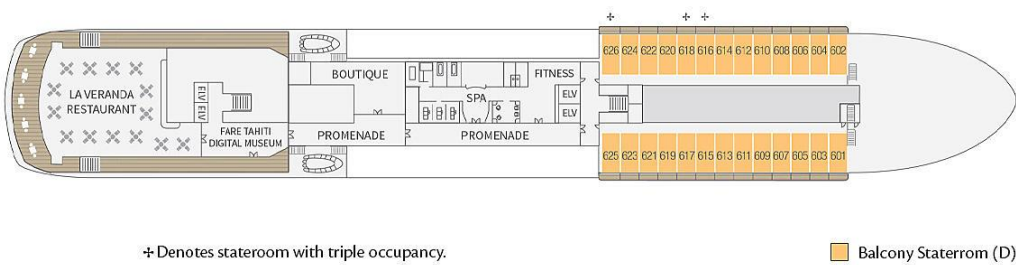 ✢ ✢ ✢
626 624 622 620 618 616 614 612 610 608 606 604 602
BOUTIQUE
FITNESS
LA VERANDA
RESTAURANT
ELV
ELV
SPA
ELV
ELV
FARE TAHITI
DIGITAL MUSEUM
PROMENADE
PROMENADE
625 623 621 619 617 615 613 611 609 607 605 603 601
✢ Denotes stateroom with triple occupancy.
Balcony Staterrom (D)